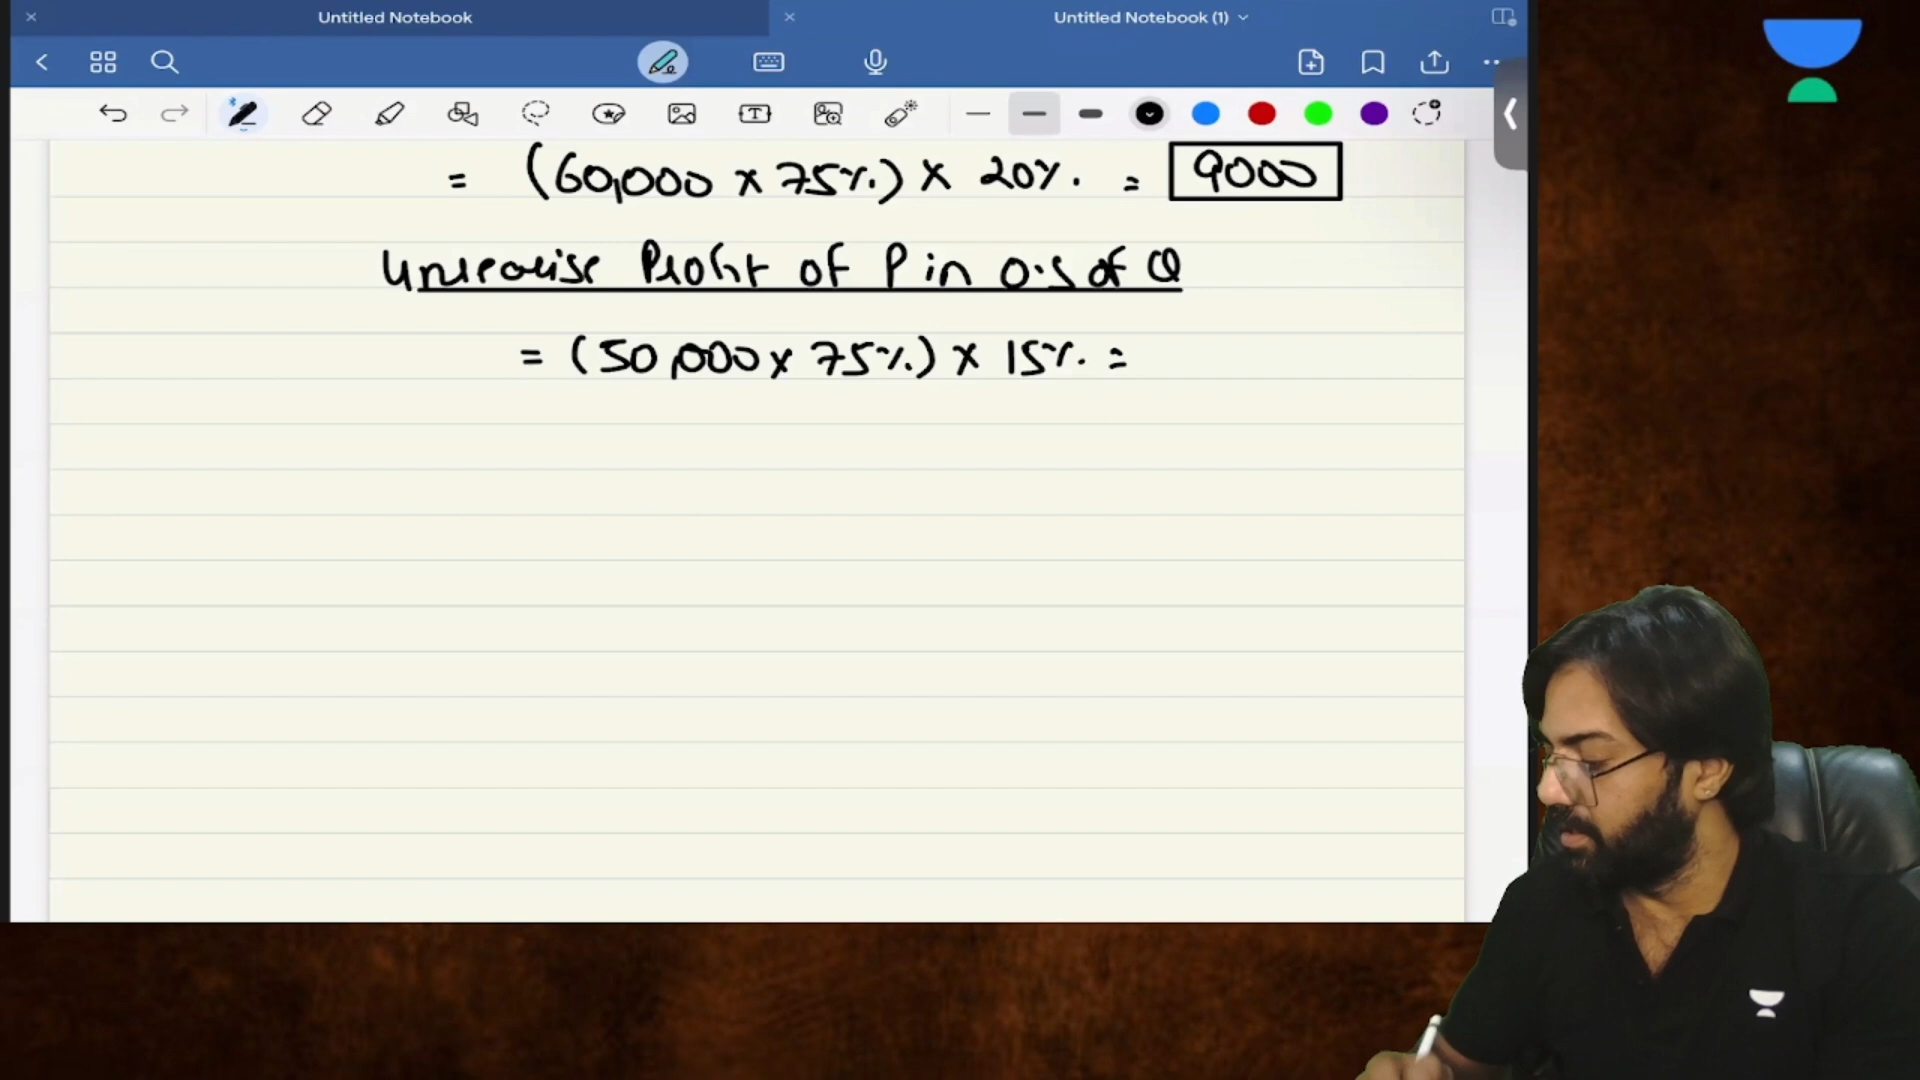 Untitled Notebook
Untitled Notebook (1)
= (60,000 x 75%.) x 20%. = 9000
Unrealise Profit of P in O.S of Q
= (50,000 x 75%.) x 15%. =